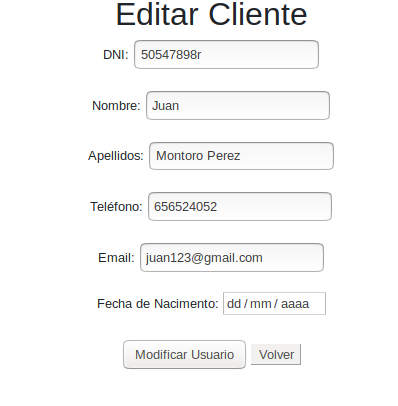 Editar Cliente
DNI: 50547898r
Nombre: Juan
Apellidos: Montoro Perez
Teléfono: 656524052
Email: juan123@gmail.com
Fecha de Nacimento: dd / mm / aaaa
Modificar Usuario Volver